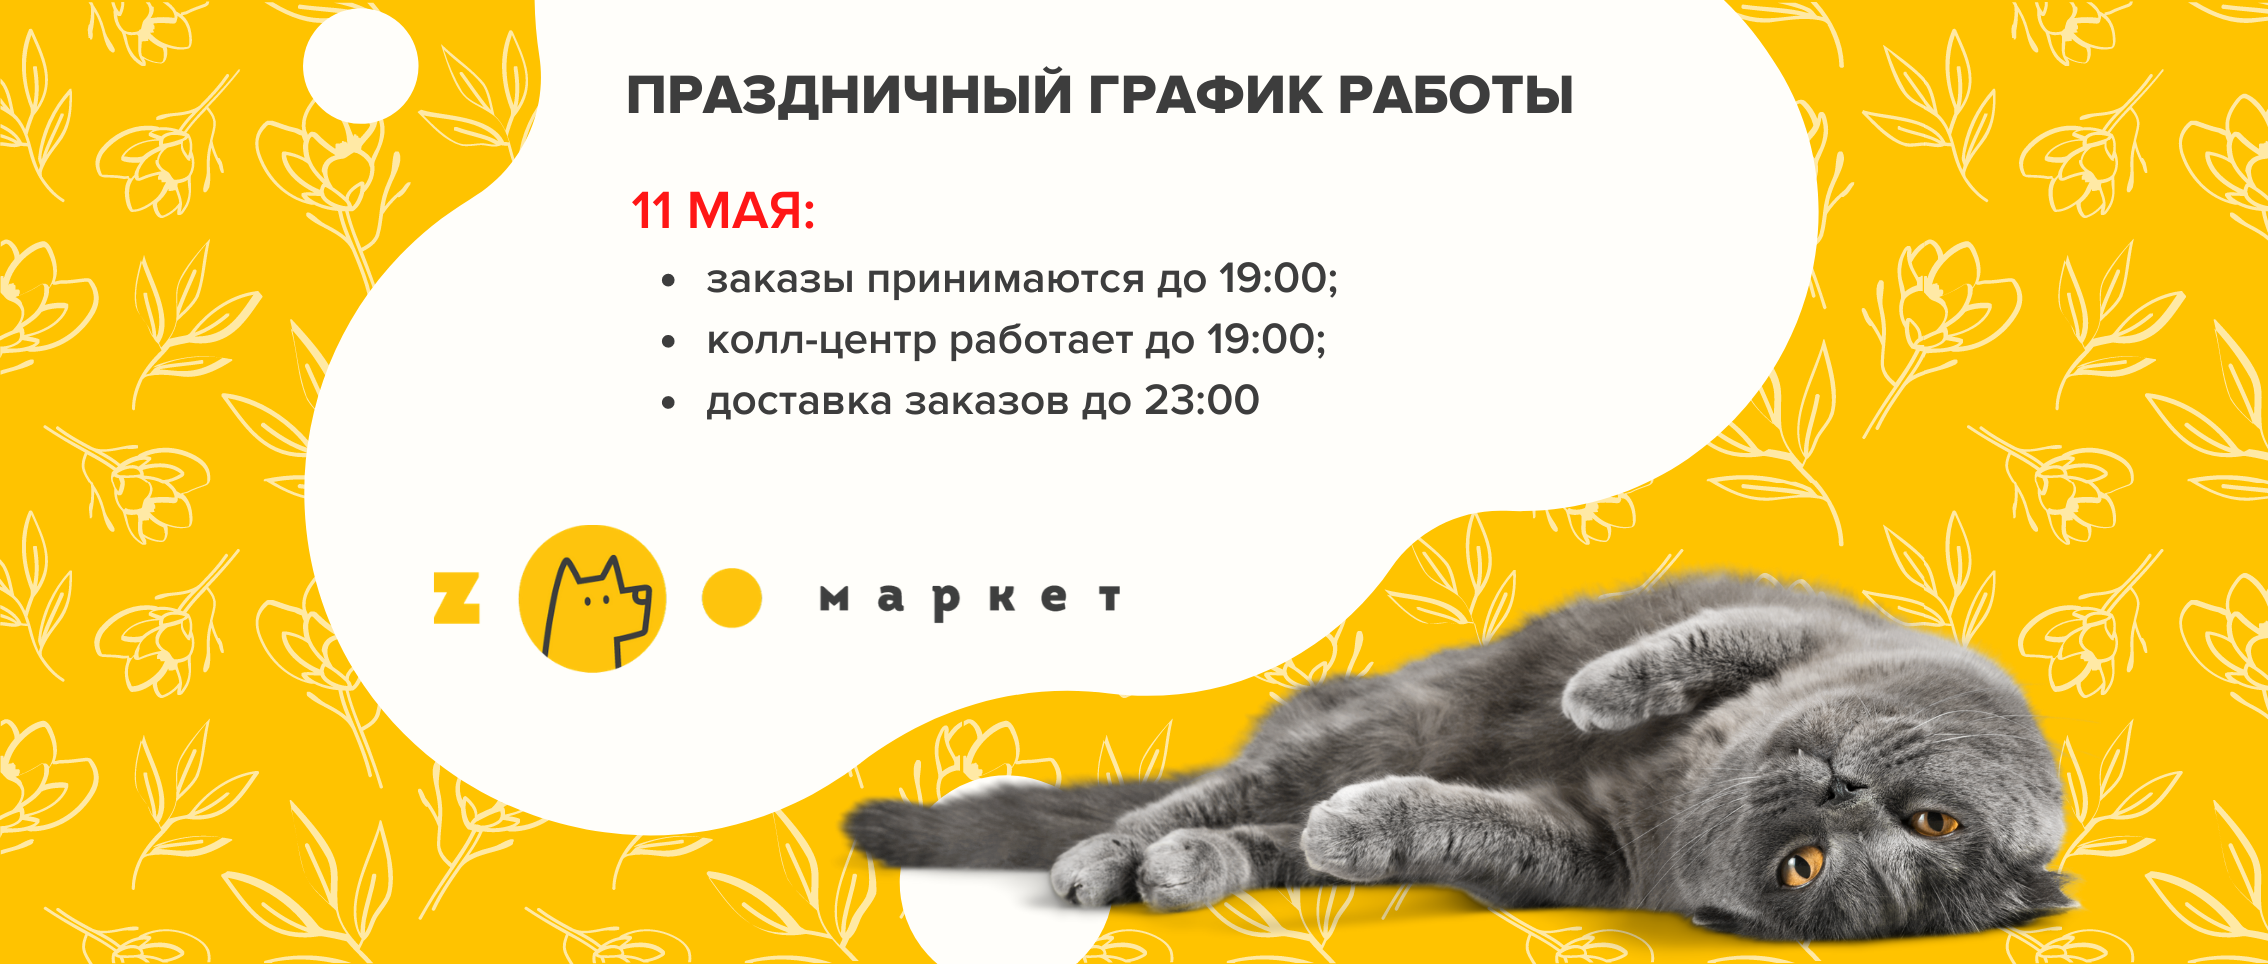 ПРАЗДНИЧНЫЙ ГРАФИК РАБОТЫ
11 МАЯ:
• заказы принимаются до 19:00;
• колл-центр работает до 19:00;
• доставка заказов до 23:00
Z маркет